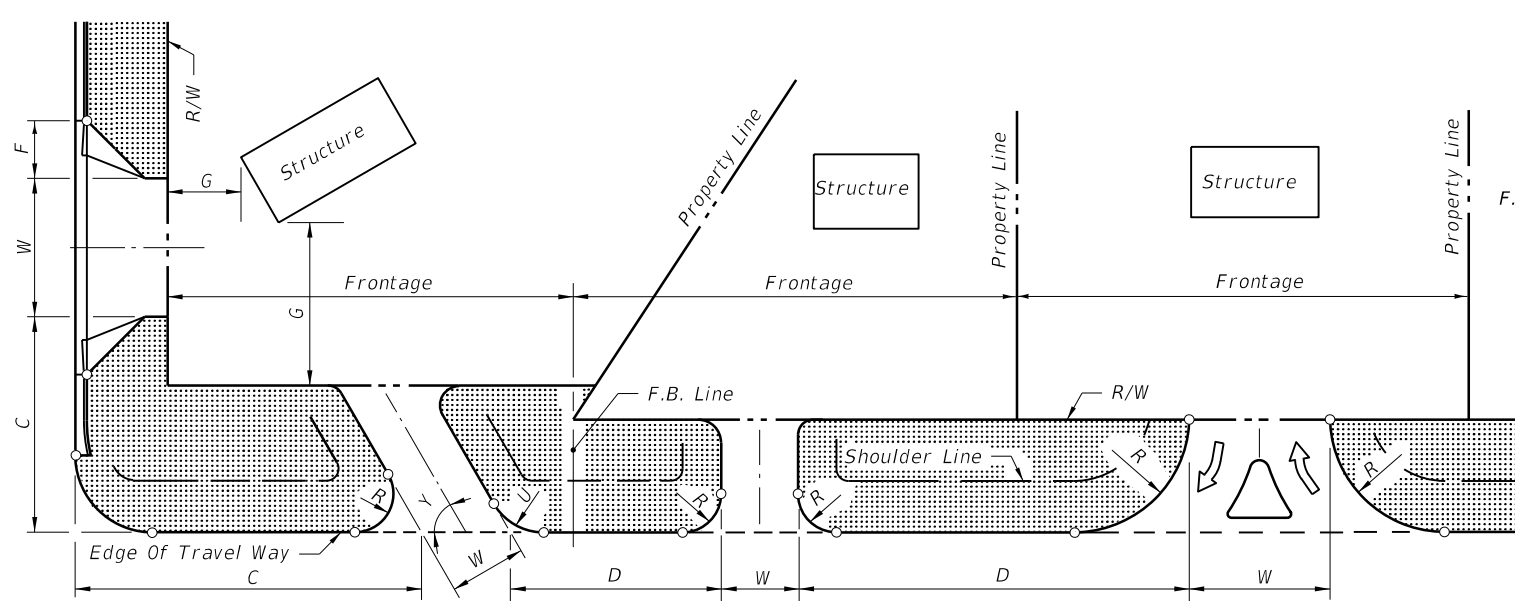 R/W
Structure
F
G
Property Line
Structure
Property Line
Structure
Property Line
F.
W
Frontage
Frontage
Frontage
G
C
F.B. Line
R/W
Shoulder Line
R
R
R
Y
U
R
R
Edge Of Travel Way
W
C
D
W
D
W